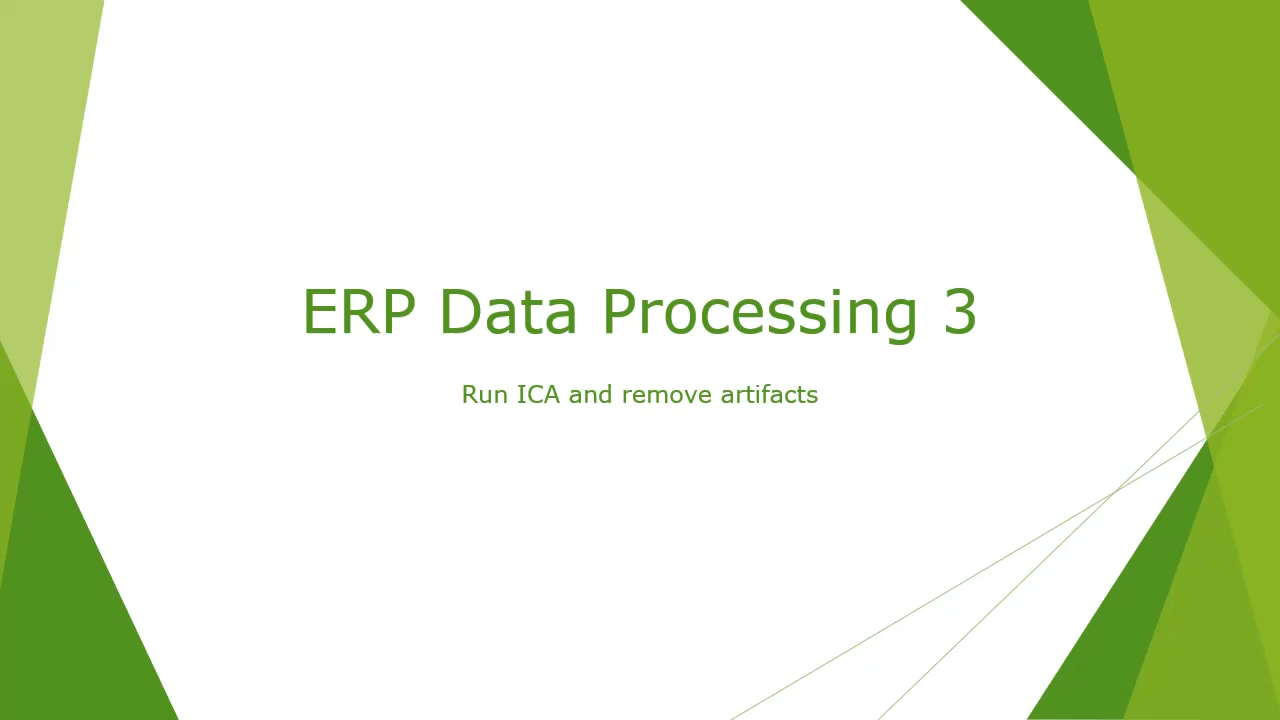 ERP Data Processing 3
Run ICA and remove artifacts